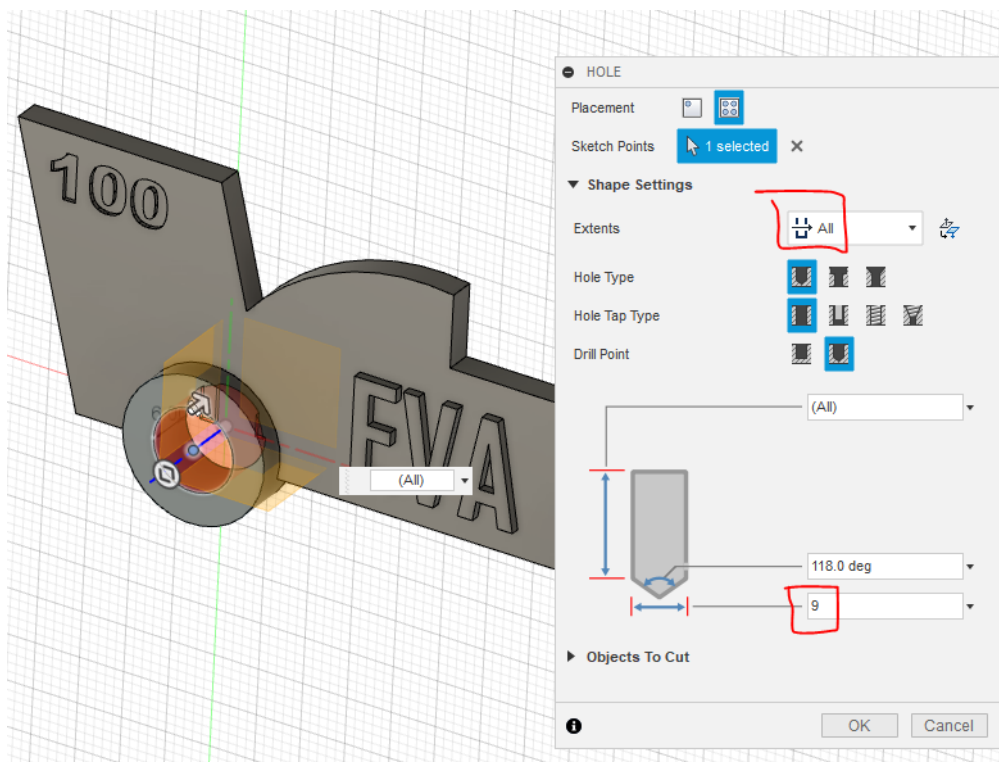 HOLE
Placement
Sketch Points 1 selected
Shape Settings
Extents All
Hole Type
Hole Tap Type
Drill Point
(All)
118.0 deg
9
Objects To Cut
OK Cancel
100
EVA
(All)